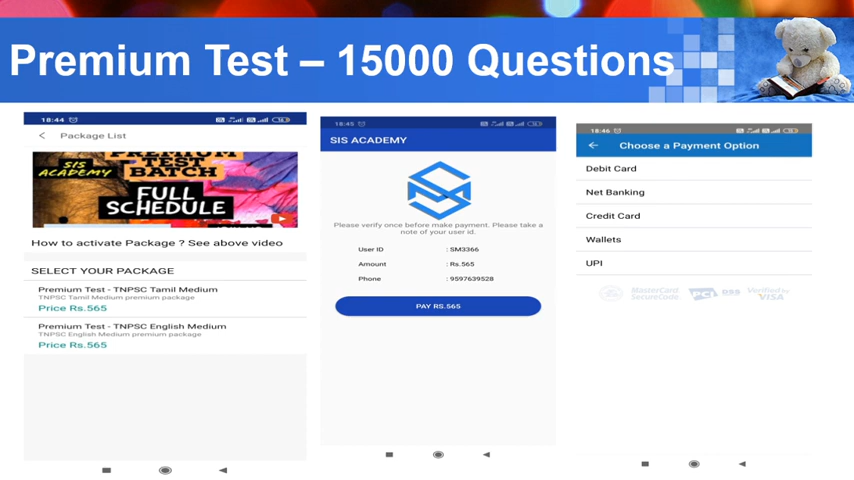 Premium Test – 15000 Questions
18:44
Package List
PREMIUM
TEST
SIS
ACADEMY
BATCH
FULL
SCHEDULE
How to activate Package ? See above video
SELECT YOUR PACKAGE
Premium Test - TNPSC Tamil Medium
TNPSC Tamil Medium premium package
Price Rs.565
Premium Test - TNPSC English Medium
TNPSC English Medium premium package
Price Rs.565
18:45
SIS ACADEMY
Please verify once before make payment. Please take a
note of your user id.
User ID : SM3366
Amount : Rs.565
Phone : 9597639528
PAY RS.565
18:46
Choose a Payment Option
Debit Card
Net Banking
Credit Card
Wallets
UPI
MasterCard
SecureCode
PCI DSS
Verified by
VISA